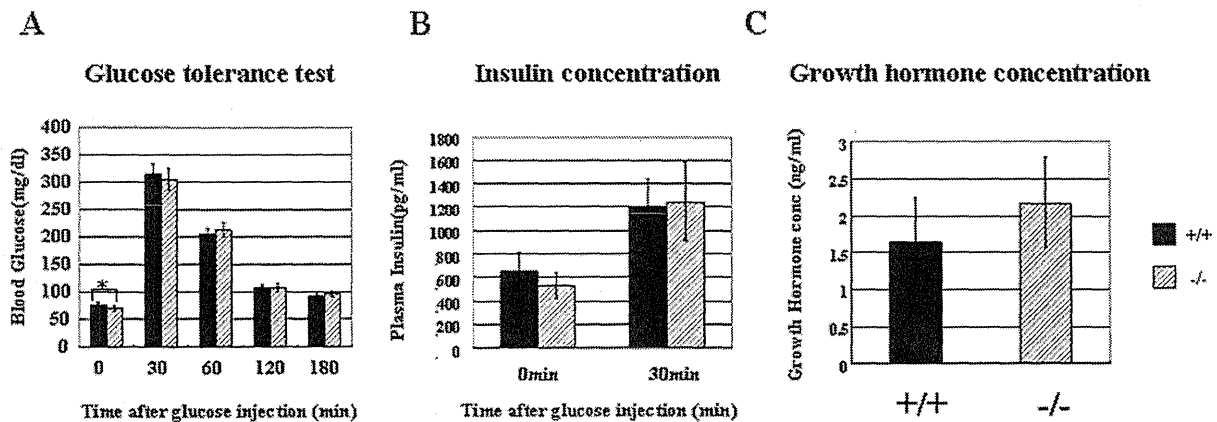 A
Glucose tolerance test
Blood Glucose(mg/dl)
400
350
300
250
200
150
100
50
0
*
0 30 60 120 180
Time after glucose injection (min)
B
Insulin concentration
Plasma Insulin(pg/ml)
1800
1600
1400
1200
1000
800
600
400
200
0
0min 30min
Time after glucose injection (min)
C
Growth hormone concentration
Growth Hormone conc (ng/ml)
3
2.5
2
1.5
1
0.5
0
+/+ -/-
+/+
-/-